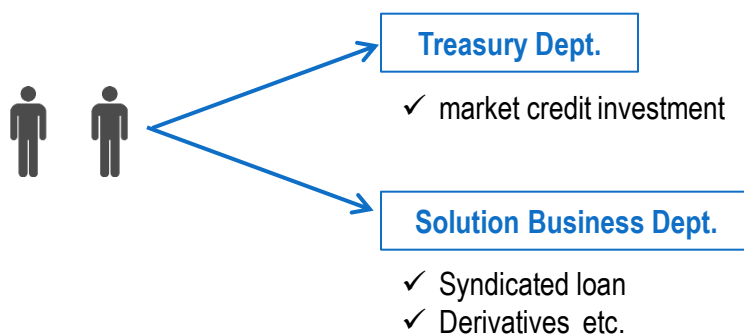 Treasury Dept.
✓ market credit investment
Solution Business Dept.
✓ Syndicated loan
✓ Derivatives etc.